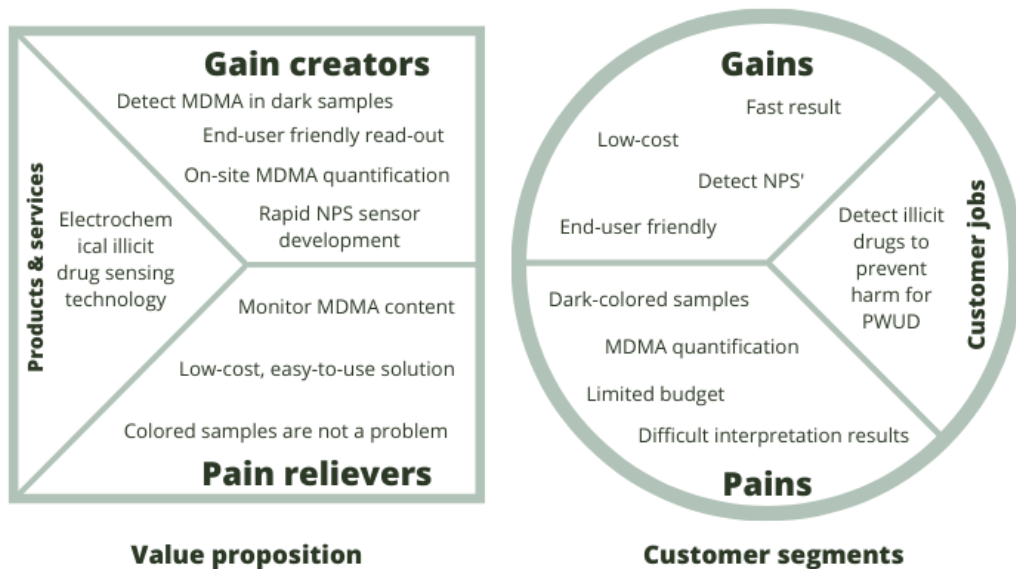 Gain creators
Detect MDMA in dark samples
End-user friendly read-out
On-site MDMA quantification
Rapid NPS sensor
development
Products & services
Electrochem
ical illicit
drug sensing
technology
Monitor MDMA content
Low-cost, easy-to-use solution
Colored samples are not a problem
Pain relievers
Value proposition
Gains
Fast result
Low-cost
Detect NPS'
End-user friendly
Detect illicit
drugs to
prevent
harm for
PWUD
Customer jobs
Dark-colored samples
MDMA quantification
Limited budget
Difficult interpretation results
Pains
Customer segments